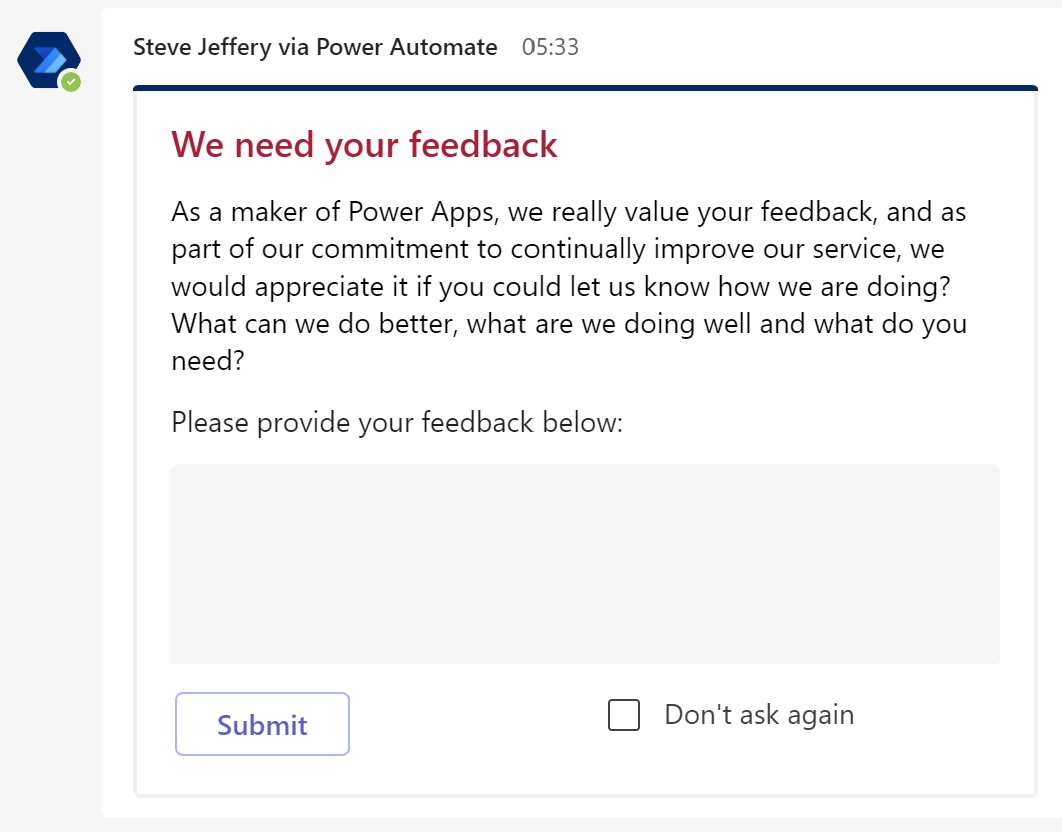 Steve Jeffery via Power Automate 05:33
We need your feedback
As a maker of Power Apps, we really value your feedback, and as
part of our commitment to continually improve our service, we
would appreciate it if you could let us know how we are doing?
What can we do better, what are we doing well and what do you
need?
Please provide your feedback below:
Submit Don't ask again